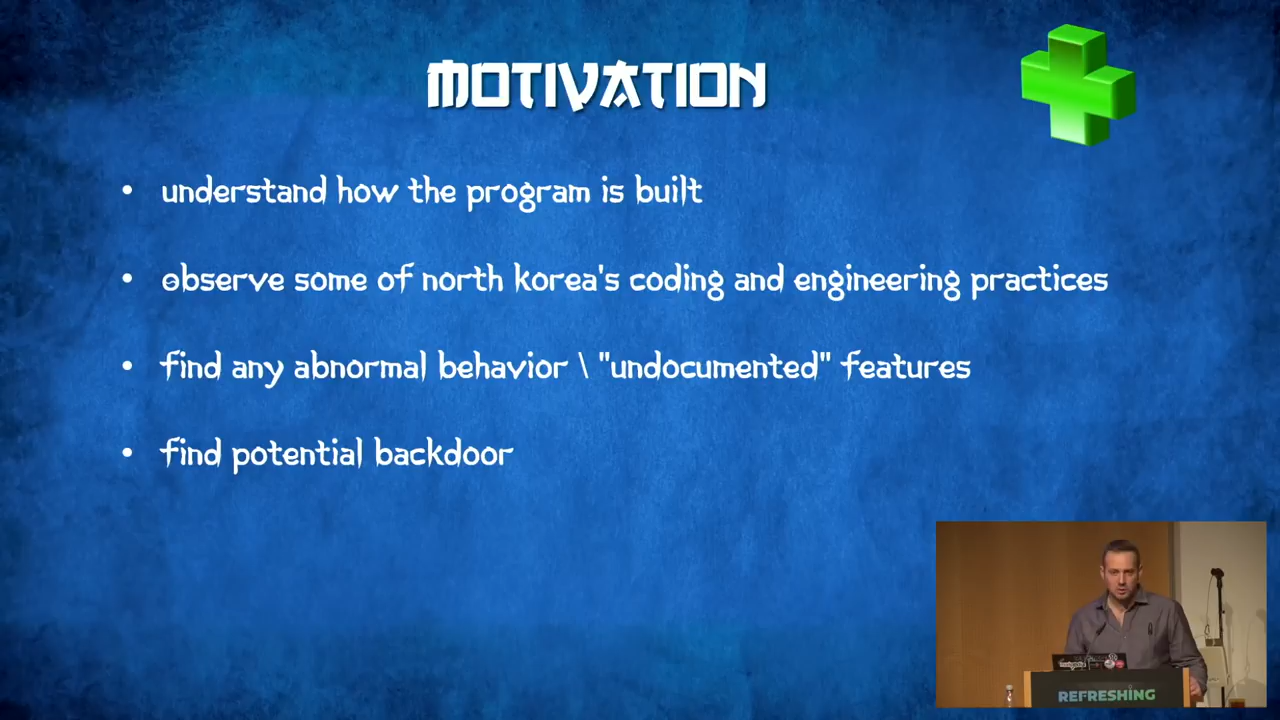 MOTIVATION
• understand how the program is built
• observe some of north korea's coding and engineering practices
• find any abnormal behavior \ "undocumented" features
• find potential backdoor
REFRESHING